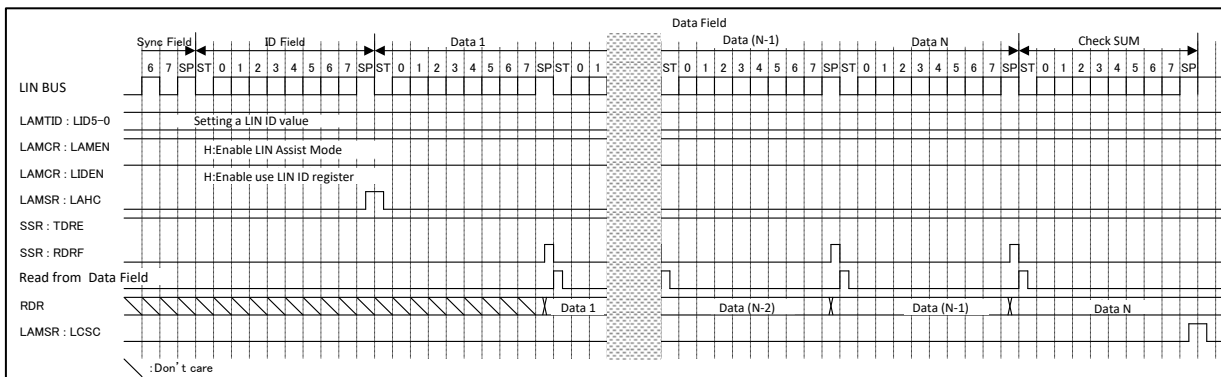 Data Field
Sync Field ID Field Data 1 Data (N-1) Data N Check SUM
6 7 SP ST 0 1 2 3 4 5 6 7 SP ST 0 1 2 3 4 5 6 7 SP ST 0 1 ST 0 1 2 3 4 5 6 7 SP ST 0 1 2 3 4 5 6 7 SP ST 0 1 2 3 4 5 6 7 SP
LIN BUS
LAMTID : LID5-0 Setting a LIN ID value
LAMCR : LAMEN H:Enable LIN Assist Mode
LAMCR : LIDEN H:Enable use LIN ID register
LAMSR : LAHC
SSR : TDRE
SSR : RDRF
Read from Data Field
RDR Data 1 Data (N-2) Data (N-1) Data N
LAMSR : LCSC
:Don't care